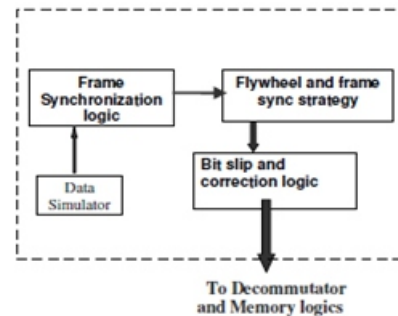 Frame
Synchronization
logic
Flywheel and frame
sync strategy
Bit slip and
correction logic
Data
Simulator
To Decommutator
and Memory logics